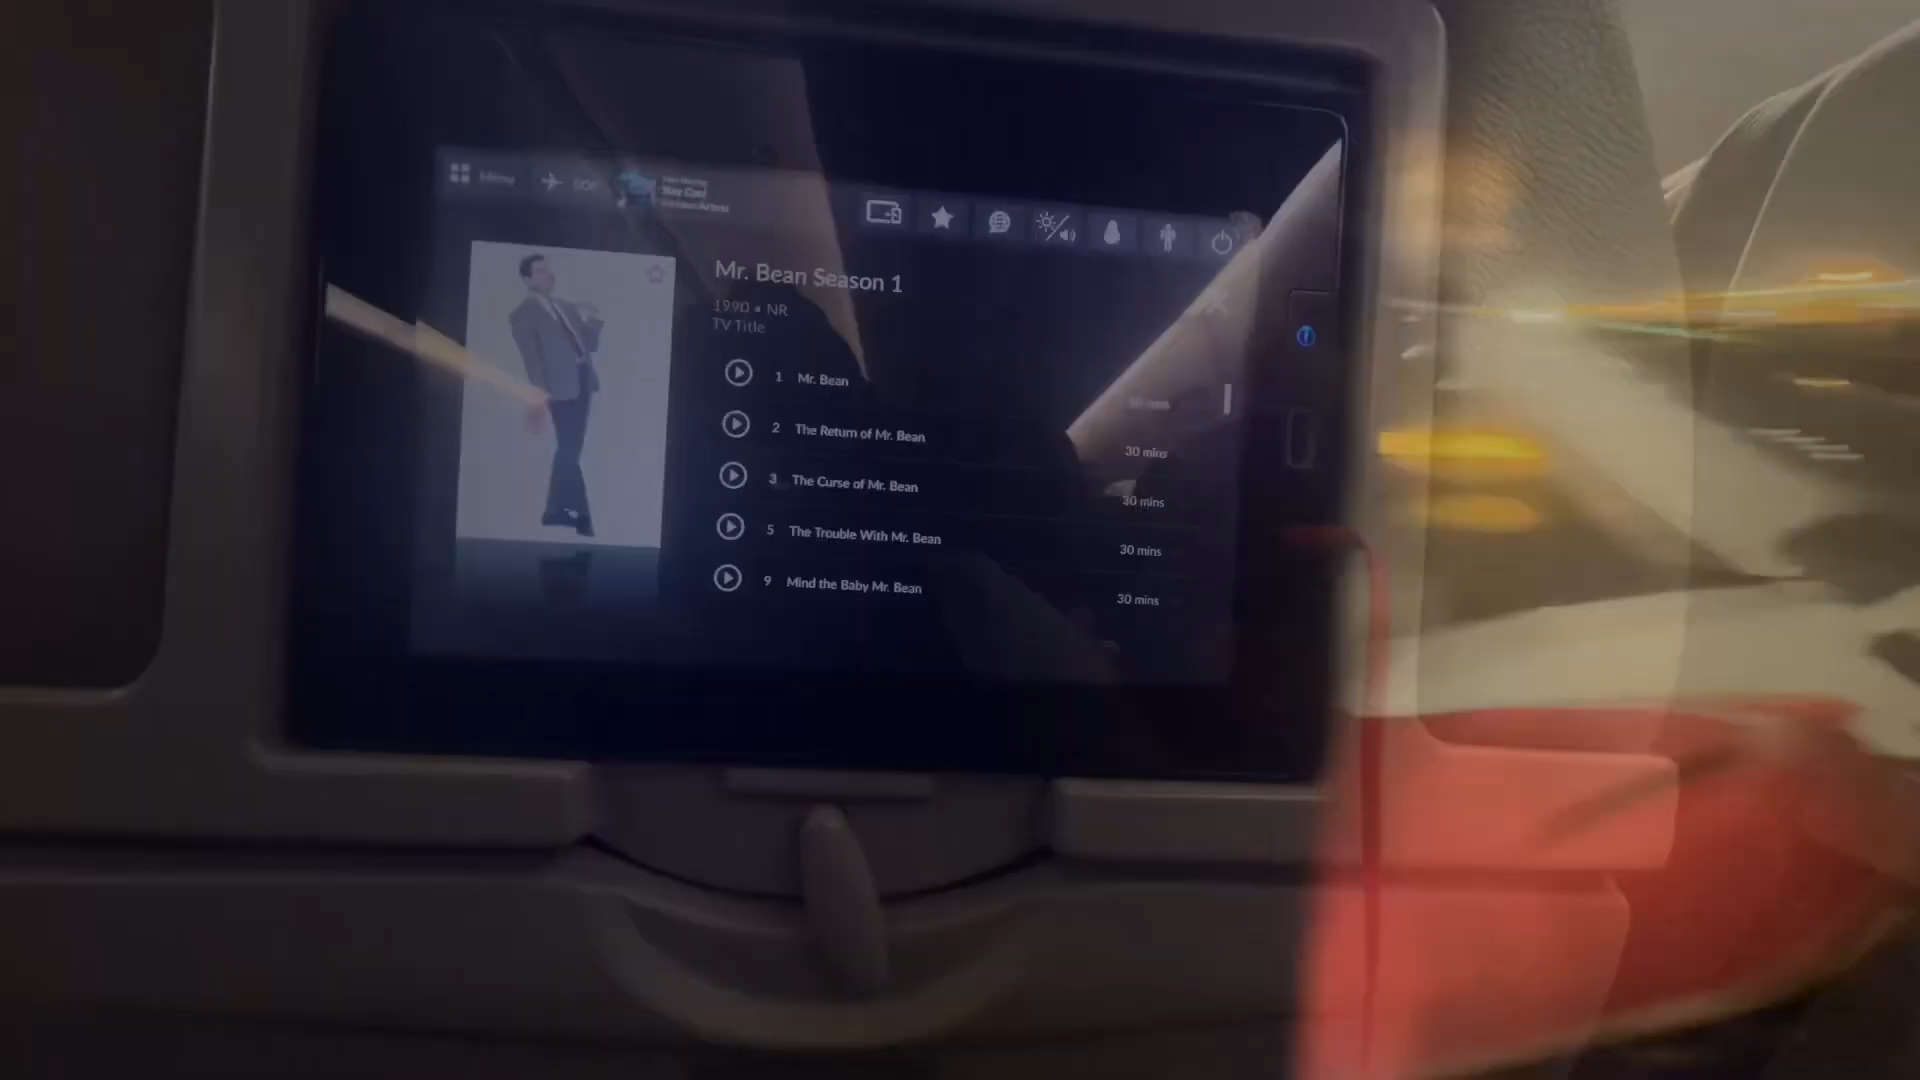 Menu
Mr. Bean Season 1
1990 • NR
TV Title
1 Mr. Bean
2 The Return of Mr. Bean 30 mins
3 The Curse of Mr. Bean 30 mins
5 The Trouble With Mr. Bean 30 mins
9 Mind the Baby Mr. Bean 30 mins